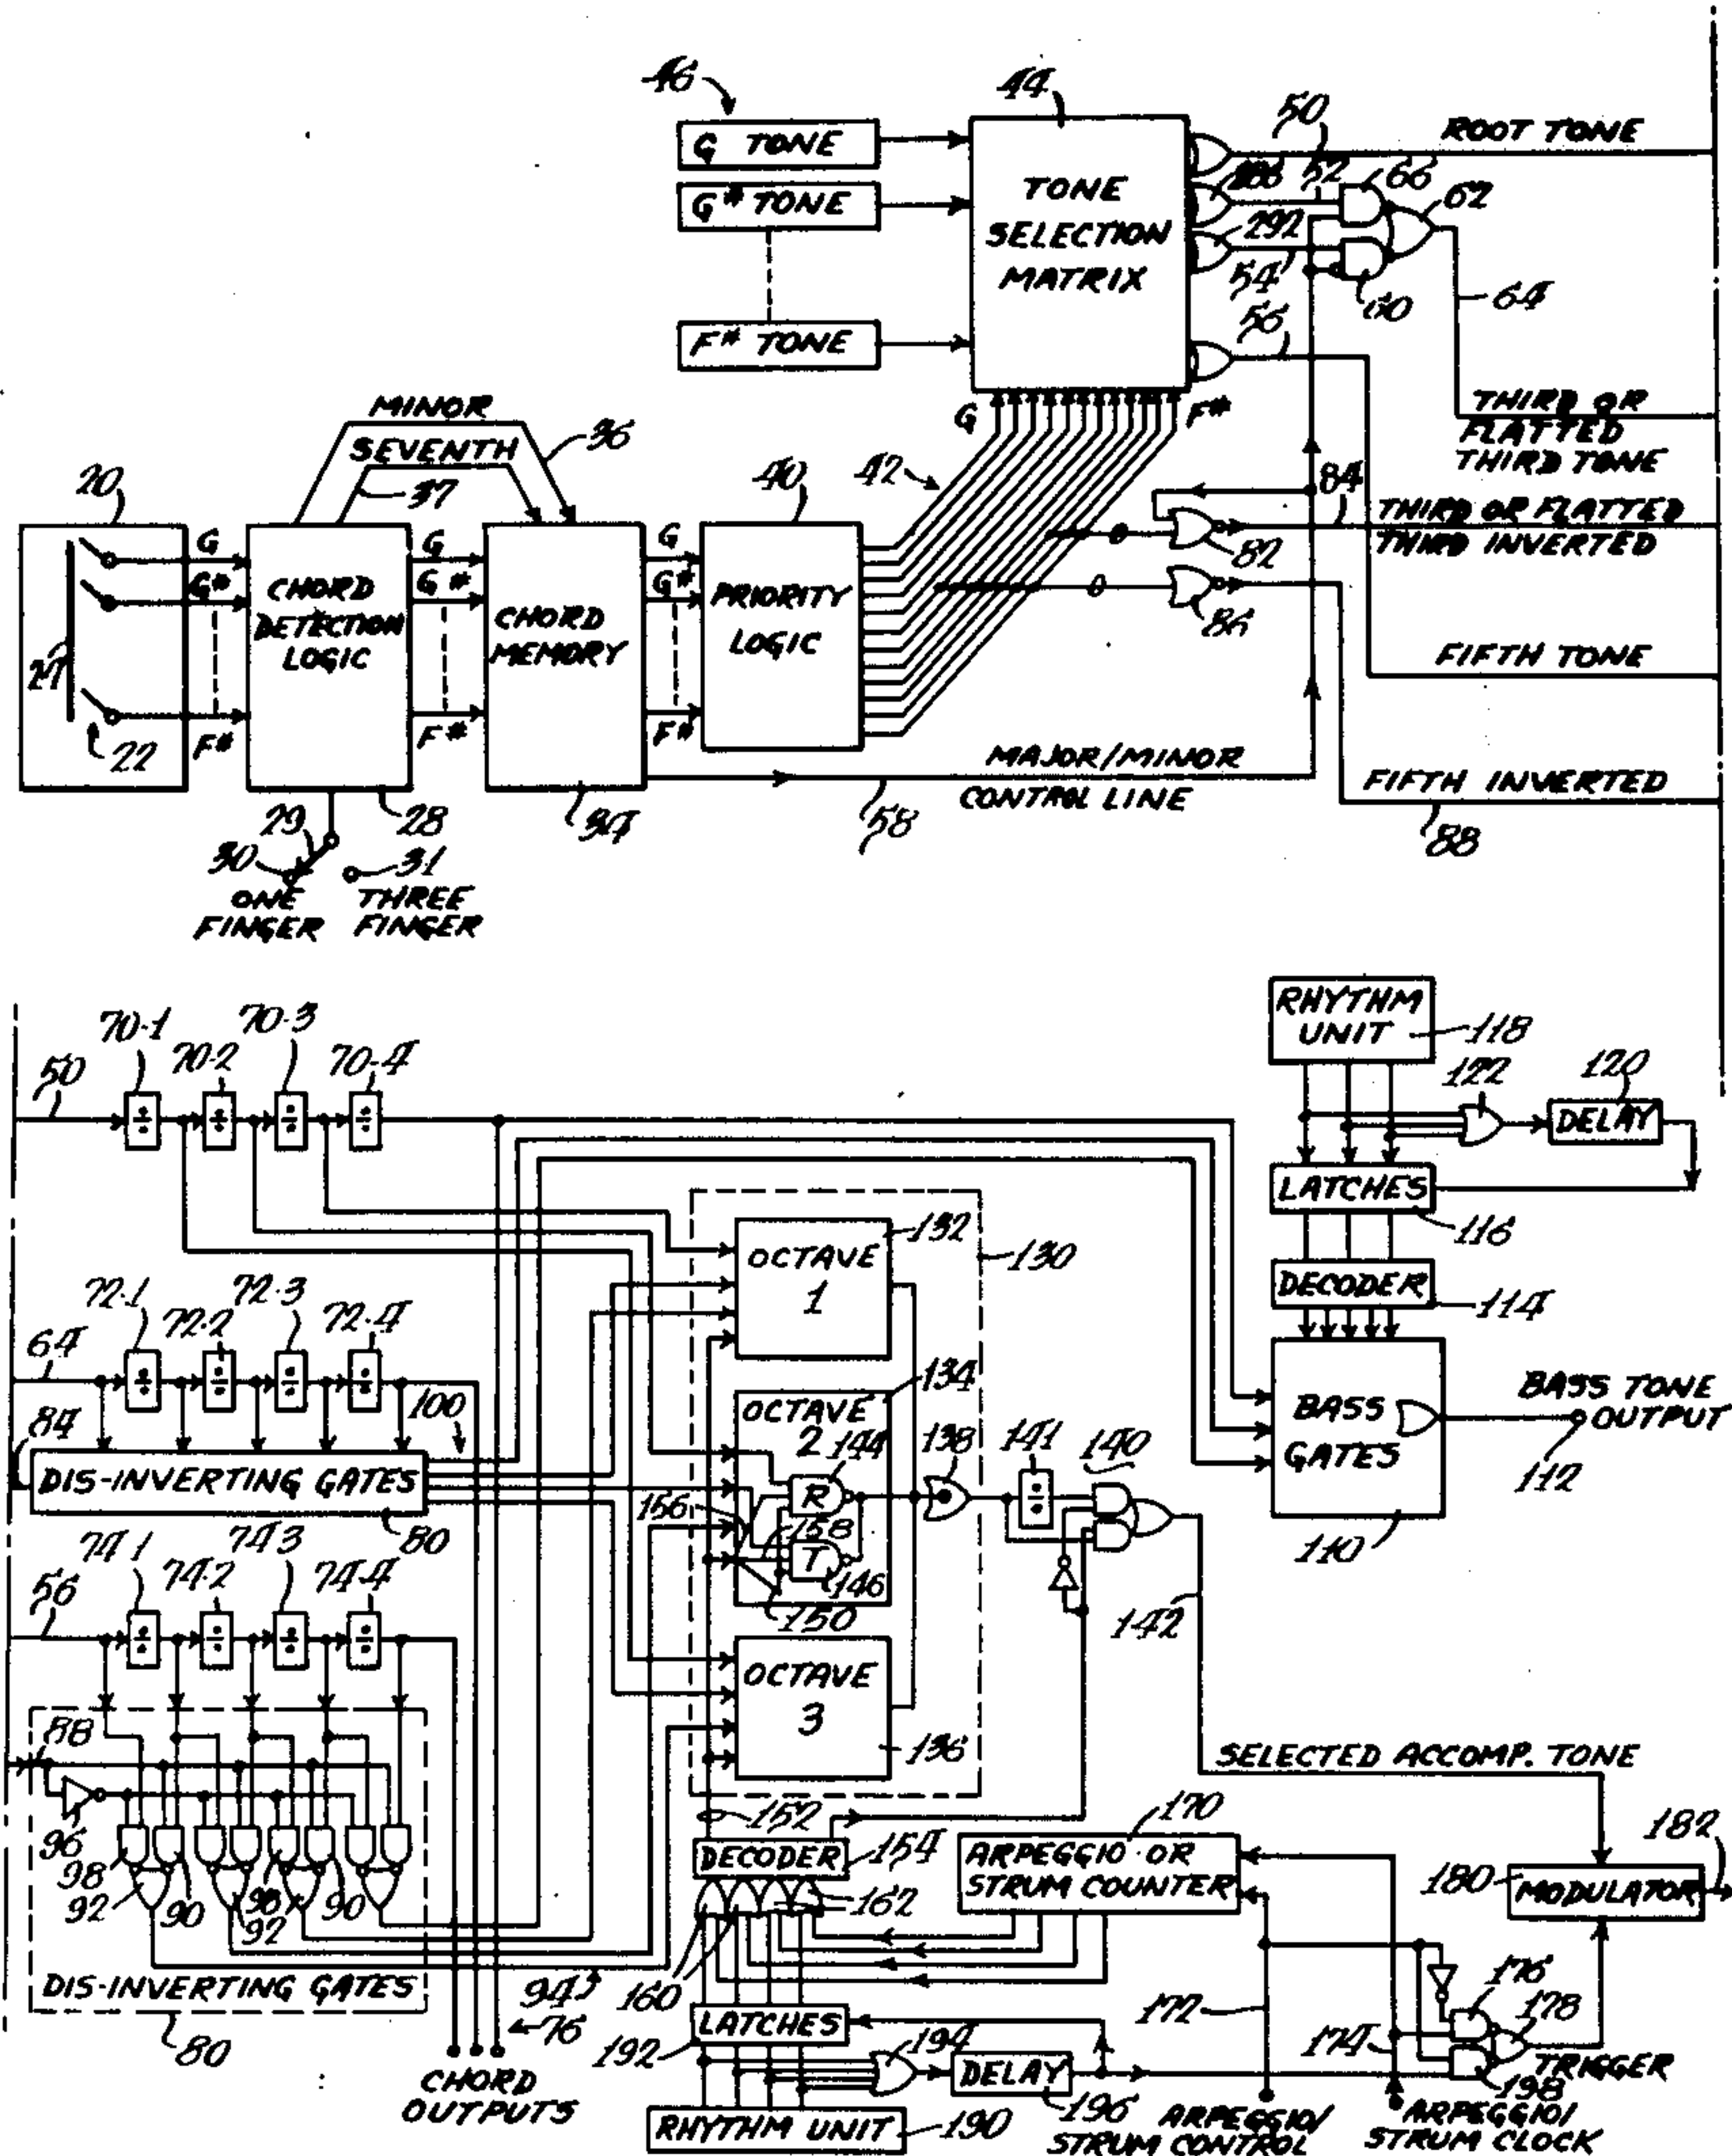 46
44
50
ROOT TONE
G TONE
G# TONE
F# TONE
TONE
SELECTION
MATRIX
52
66
62
292
54
60
64
56
G
F#
THIRD OR
FLATTED
THIRD TONE
MINOR
SEVENTH
36
37
20
40
42
84
THIRD OR FLATTED
THIRD INVERTED
82
86
G
G#
F#
CHORD
DETECTION
LOGIC
G
G#
F#
CHORD
MEMORY
G
G#
F#
PRIORITY
LOGIC
22
FIFTH TONE
MAJOR/MINOR
CONTROL LINE
58
FIFTH INVERTED
88
29
28
34
30
31
ONE
FINGER
THREE
FINGER
RHYTHM
UNIT
118
70-1
70-2
70-3
70-4
50
122
120
DELAY
LATCHES
116
DECODER
114
132
OCTAVE
1
130
72-1
72-2
72-3
72-4
64
84
100
DIS-INVERTING GATES
80
134
OCTAVE
2
144
R
138
141
140
156
158
T
146
150
BASS
GATES
110
BASS TONE
OUTPUT
112
142
74-1
74-2
74-3
74-4
56
OCTAVE
3
136
88
SELECTED ACCOMP. TONE
96
98
92
90
92
98
90
DIS-INVERTING GATES
80
94
76
CHORD
OUTPUTS
152
DECODER
154
162
160
170
ARPEGGIO OR
STRUM COUNTER
180
MODULATOR
182
LATCHES
192
194
DELAY
196
RHYTHM UNIT
190
172
174
176
178
198
TRIGGER
ARPEGGIO/
STRUM CONTROL
ARPEGGIO/
STRUM CLOCK